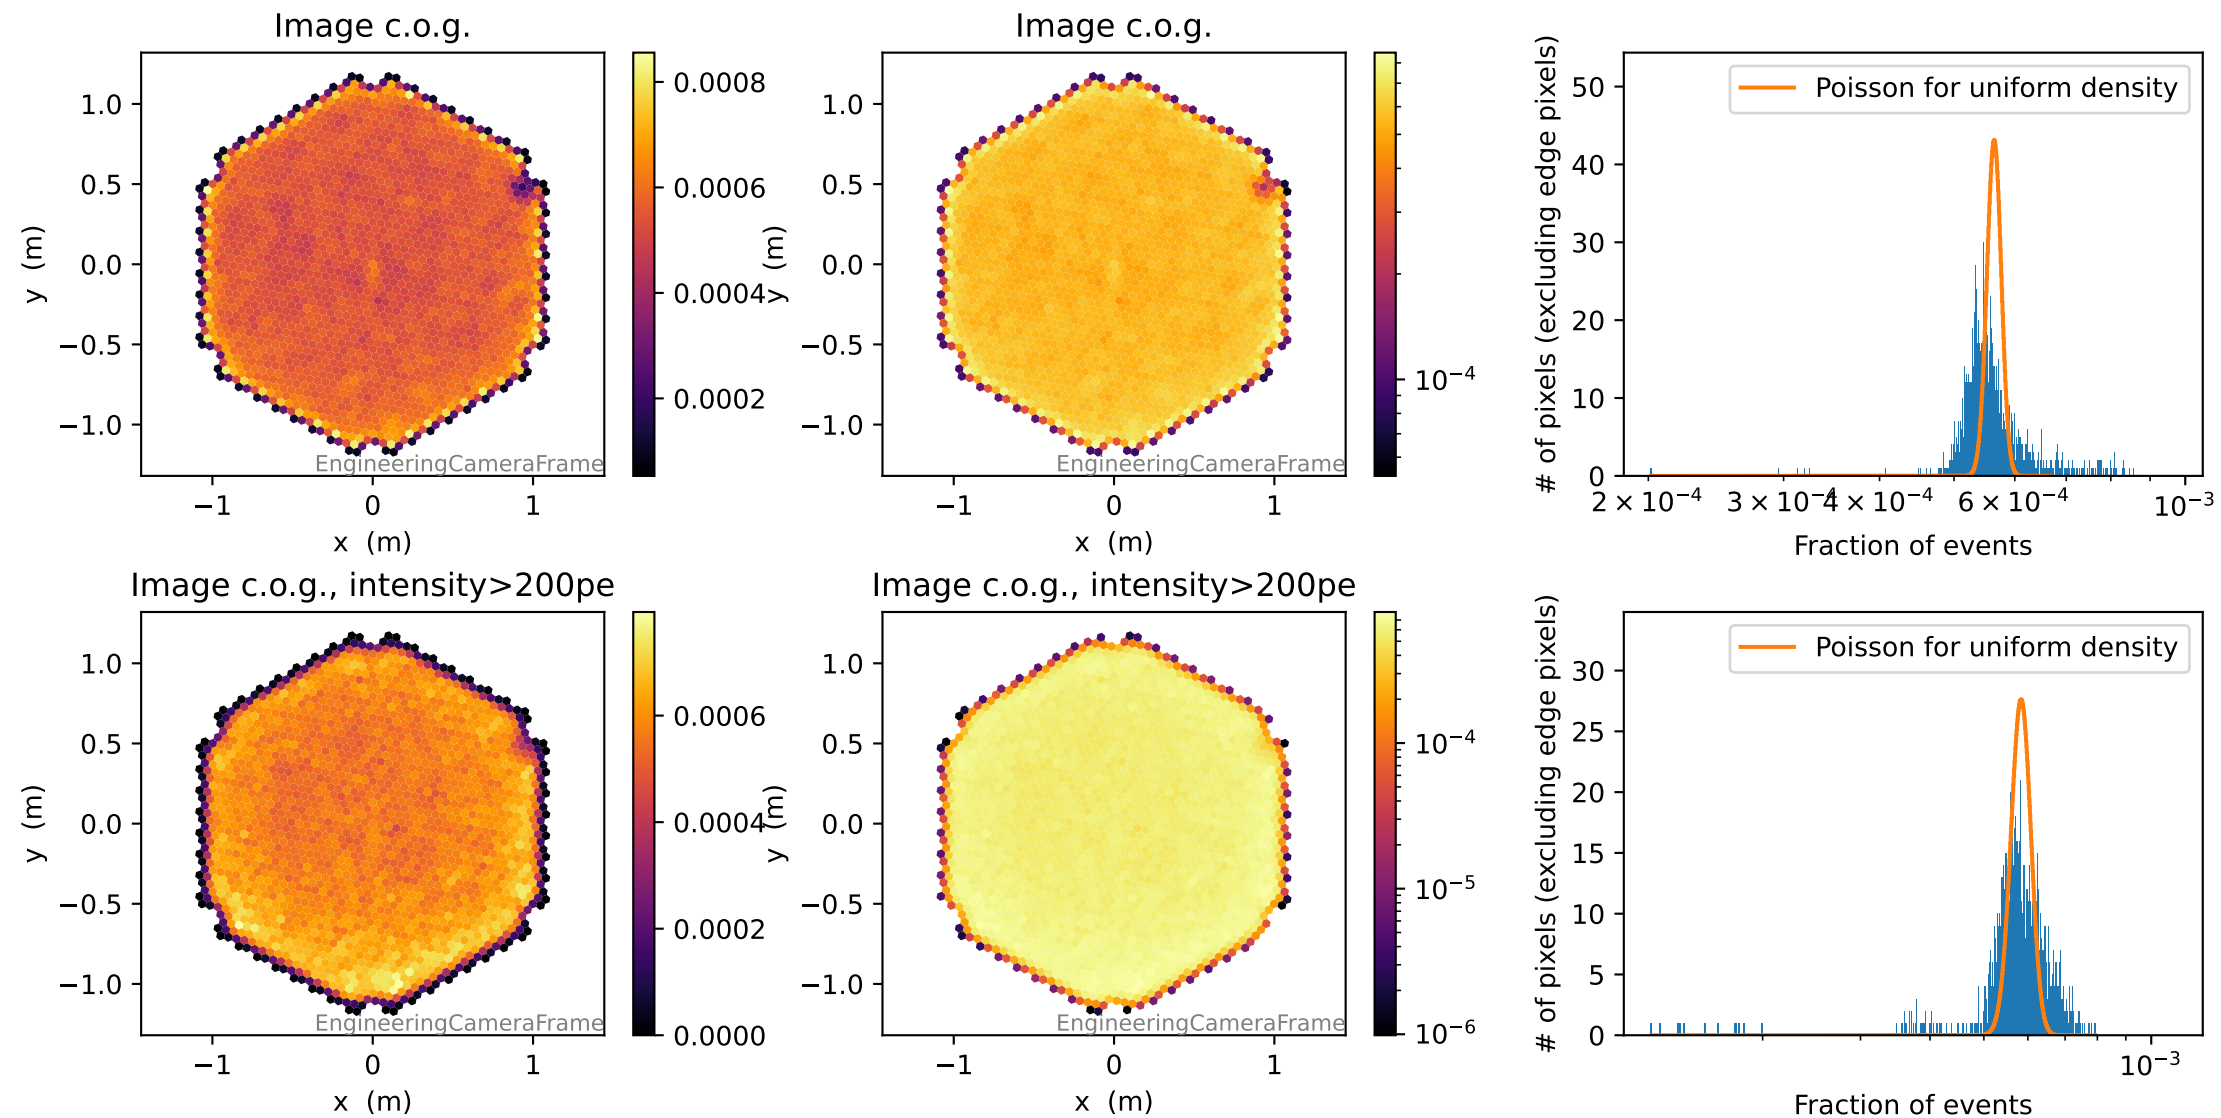 Image c.o.g.
1.0
0.5
0.0
−0.5
−1.0
y (m)
−1
0
1
x (m)
EngineeringCameraFrame
0.0008
0.0006
0.0004
0.0002
Image c.o.g.
1.0
0.5
0.0
−0.5
−1.0
y (m)
−1
0
1
x (m)
EngineeringCameraFrame
10⁻⁴
# of pixels (excluding edge pixels)
50
40
30
20
10
0
Poisson for uniform density
2 × 10⁻⁴
3 × 10⁻⁴
4 × 10⁻⁴
6 × 10⁻⁴
10⁻³
Fraction of events
Image c.o.g., intensity>200pe
1.0
0.5
0.0
−0.5
−1.0
y (m)
−1
0
1
x (m)
EngineeringCameraFrame
0.0006
0.0004
0.0002
0.0000
Image c.o.g., intensity>200pe
1.0
0.5
0.0
−0.5
−1.0
y (m)
−1
0
1
x (m)
EngineeringCameraFrame
10⁻⁴
10⁻⁵
10⁻⁶
# of pixels (excluding edge pixels)
30
25
20
15
10
5
0
Poisson for uniform density
10⁻³
Fraction of events